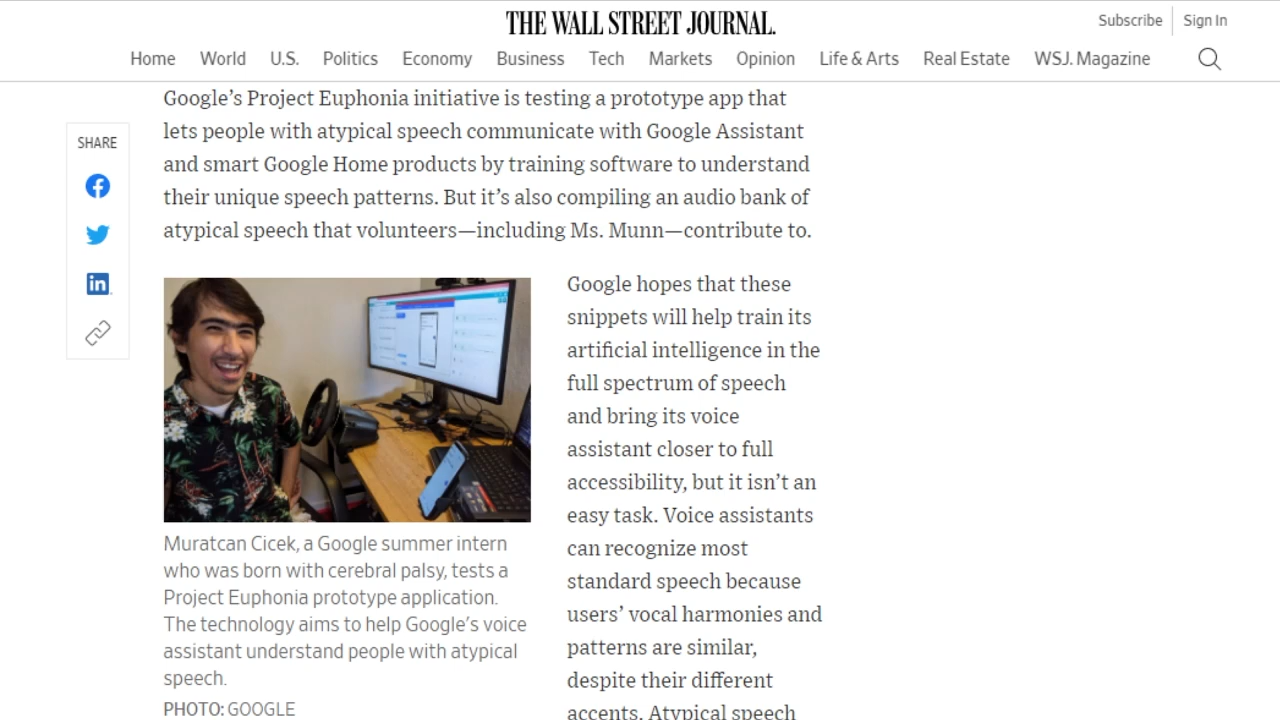 THE WALL STREET JOURNAL.
Subscribe
Sign In
Home World U.S. Politics Economy Business Tech Markets Opinion Life & Arts Real Estate WSJ. Magazine
SHARE
Google’s Project Euphonia initiative is testing a prototype app that
lets people with atypical speech communicate with Google Assistant
and smart Google Home products by training software to understand
their unique speech patterns. But it’s also compiling an audio bank of
atypical speech that volunteers—including Ms. Munn—contribute to.
Muratcan Cicek, a Google summer intern
who was born with cerebral palsy, tests a
Project Euphonia prototype application.
The technology aims to help Google’s voice
assistant understand people with atypical
speech.
PHOTO: GOOGLE
Google hopes that these
snippets will help train its
artificial intelligence in the
full spectrum of speech
and bring its voice
assistant closer to full
accessibility, but it isn’t an
easy task. Voice assistants
can recognize most
standard speech because
users’ vocal harmonies and
patterns are similar,
despite their different
accents. Atypical speech